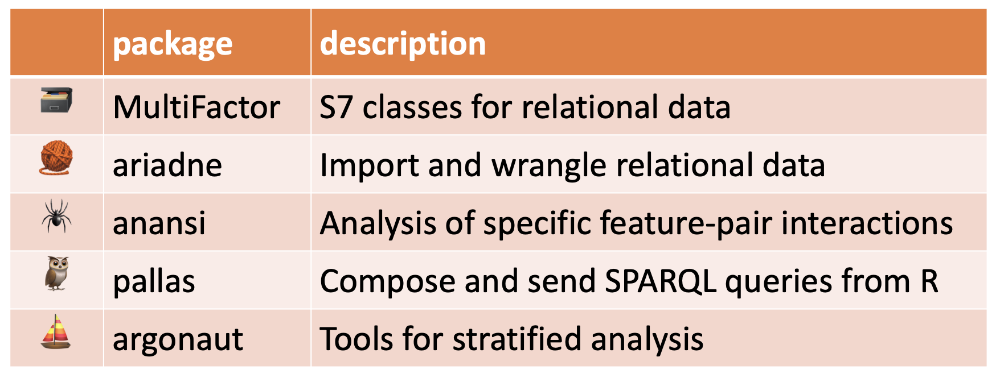 package description
MultiFactor S7 classes for relational data
ariadne Import and wrangle relational data
anansi Analysis of specific feature-pair interactions
pallas Compose and send SPARQL queries from R
argonaut Tools for stratified analysis